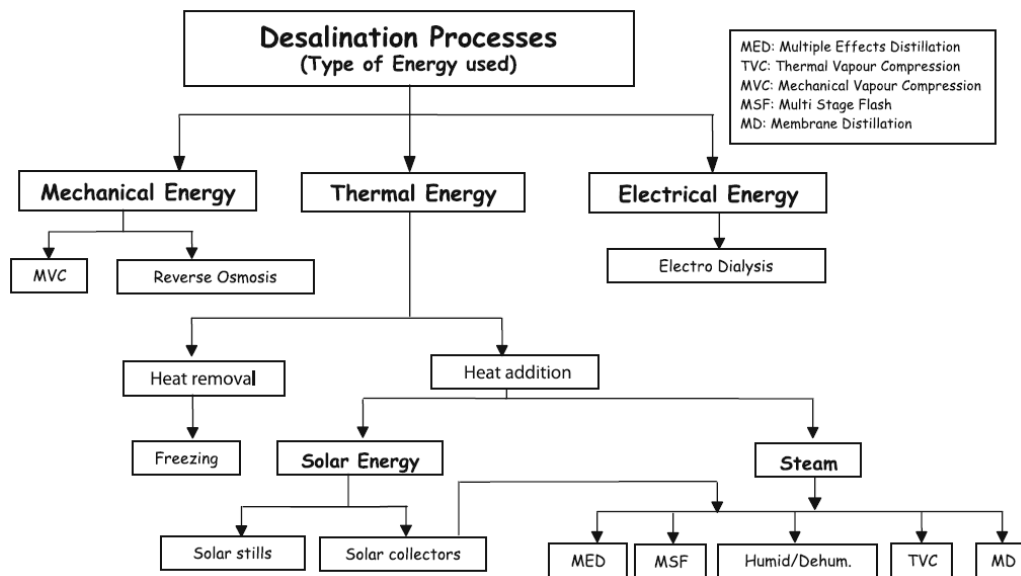 Desalination Processes
(Type of Energy used)
MED: Multiple Effects Distillation
TVC: Thermal Vapour Compression
MVC: Mechanical Vapour Compression
MSF: Multi Stage Flash
MD: Membrane Distillation
Mechanical Energy
Thermal Energy
Electrical Energy
MVC
Reverse Osmosis
Electro Dialysis
Heat removal
Heat addition
Freezing
Solar Energy
Steam
Solar stills
Solar collectors
MED
MSF
Humid/Dehum.
TVC
MD